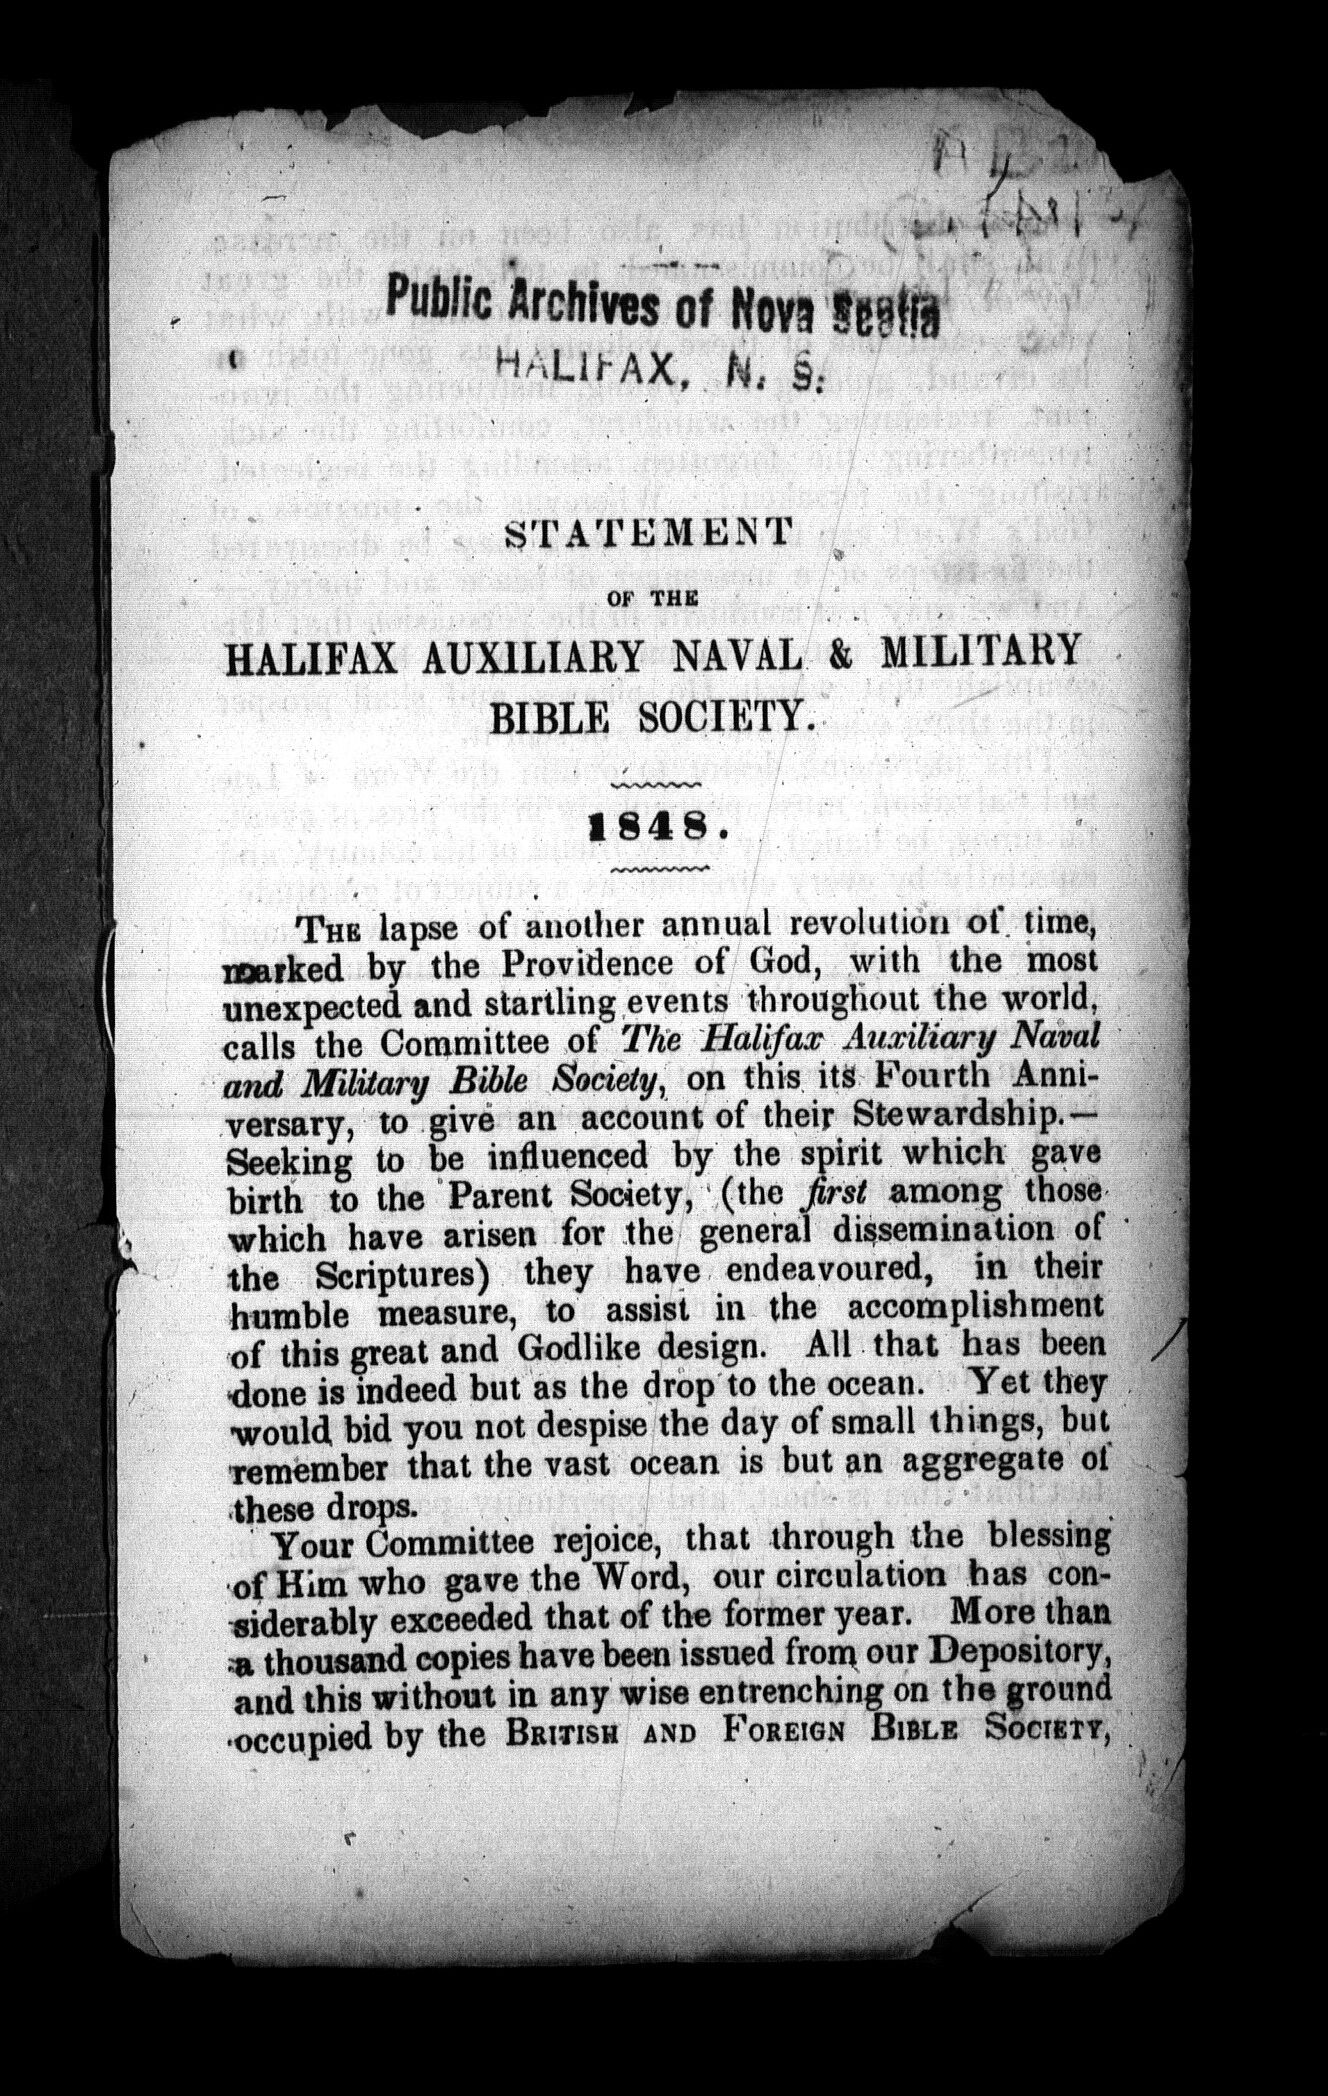 Public Archives of Nova Scotia
HALIFAX, N. S.
STATEMENT
OF THE
HALIFAX AUXILIARY NAVAL & MILITARY
BIBLE SOCIETY.
1848.
THE lapse of another annual revolution of time,
marked by the Providence of God, with the most
unexpected and startling events throughout the world,
calls the Committee of The Halifax Auxiliary Naval
and Military Bible Society, on this its Fourth Anni-
versary, to give an account of their Stewardship.—
Seeking to be influenced by the spirit which gave
birth to the Parent Society, (the first among those
which have arisen for the general dissemination of
the Scriptures) they have endeavoured, in their
humble measure, to assist in the accomplishment
of this great and Godlike design. All that has been
done is indeed but as the drop to the ocean. Yet they
would bid you not despise the day of small things, but
remember that the vast ocean is but an aggregate of
these drops.
Your Committee rejoice, that through the blessing
of Him who gave the Word, our circulation has con-
siderably exceeded that of the former year. More than
a thousand copies have been issued from our Depository,
and this without in any wise entrenching on the ground
occupied by the BRITISH AND FOREIGN BIBLE SOCIETY,